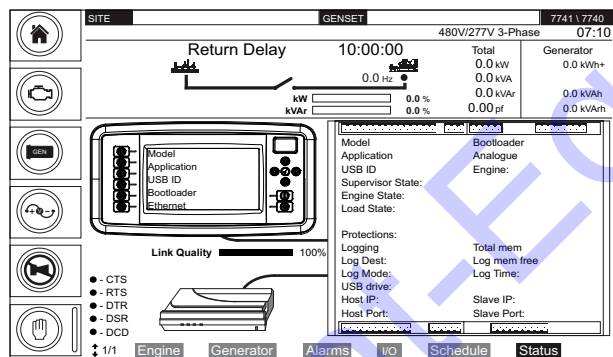 SITE GENSET 7741 \ 7740
480V/277V 3-Phase 07:10
Return Delay 10:00:00 Total Generator
0.0 kW 0.0 kWh+
0.0 Hz 0.0 kVA
0.0 kVAr 0.0 kVAh
kW 0.0 % 0.00 pf 0.0 kVArh
kVAr 0.0 %
GEN
Model
Application
USB ID
Bootloader
Ethernet
Model Bootloader
Application Analogue
USB ID Engine:
Supervisor State:
Engine State:
Load State:
Protections:
Logging Total mem
Log Dest: Log mem free
Log Mode: Log Time:
USB drive:
Host IP: Slave IP:
Host Port: Slave Port:
Link Quality 100%
- CTS
- RTS
- DTR
- DSR
- DCD
1/1 Engine Generator Alarms I/O Schedule Status